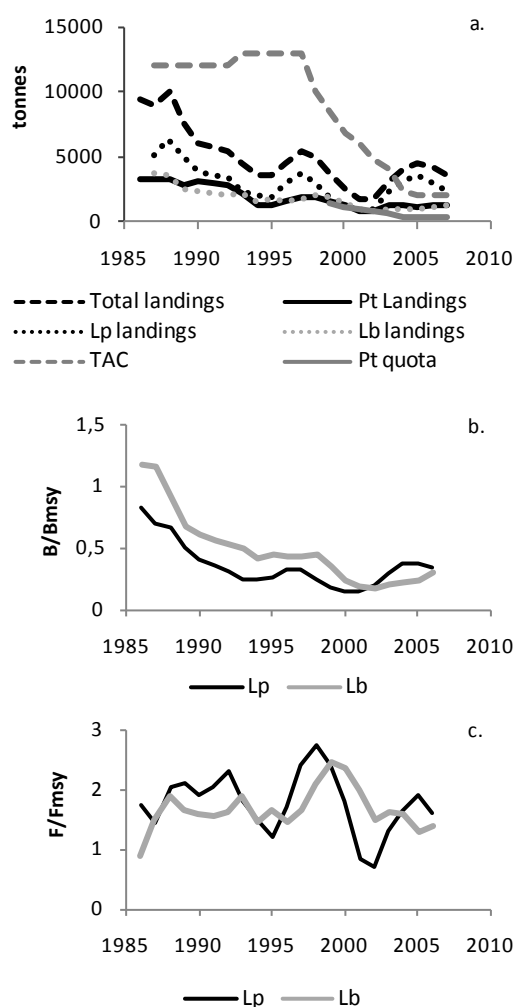 a.
tonnes
15000
10000
5000
0
1985 1990 1995 2000 2005 2010
Total landings Pt Landings
Lp landings Lb landings
TAC Pt quota
b.
B/Bmsy
1,5
1
0,5
0
1985 1990 1995 2000 2005 2010
Lp Lb
c.
F/Fmsy
3
2
1
0
1985 1990 1995 2000 2005 2010
Lp Lb